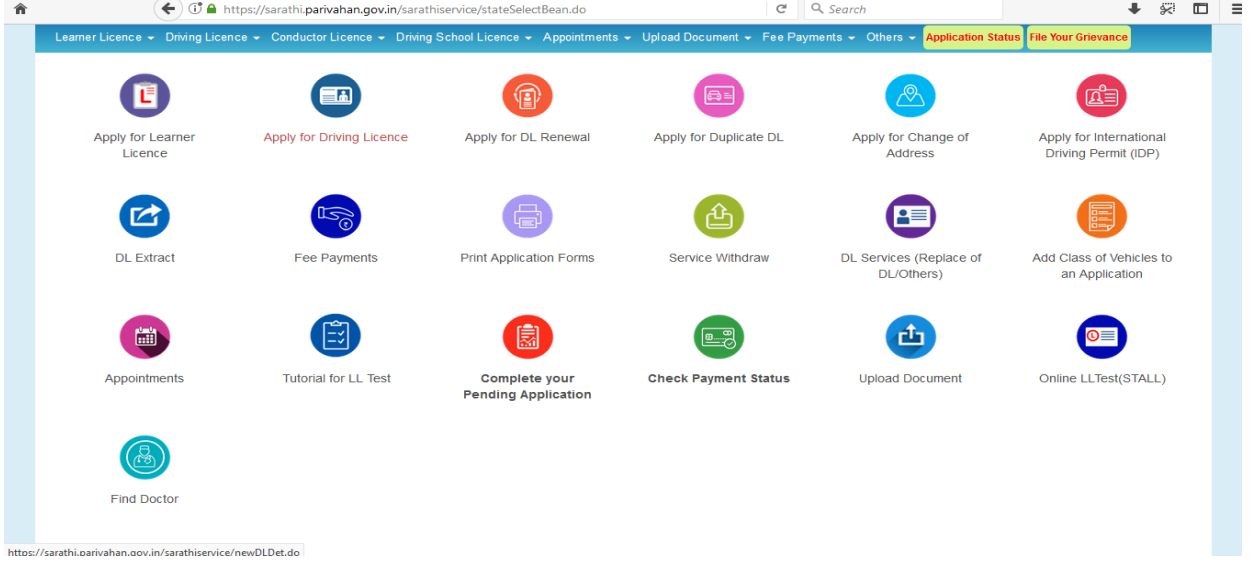 https://sarathi.parivahan.gov.in/sarathiservice/stateSelectBean.do
Search
Learner Licence Driving Licence Conductor Licence Driving School Licence Appointments Upload Document Fee Payments Others Application Status File Your Grievance
L
Apply for Learner
Licence
Apply for Driving Licence
Apply for DL Renewal
Apply for Duplicate DL
Apply for Change of
Address
Apply for International
Driving Permit (IDP)
DL Extract
Fee Payments
Print Application Forms
Service Withdraw
DL Services (Replace of
DL/Others)
Add Class of Vehicles to
an Application
Appointments
Tutorial for LL Test
Complete your
Pending Application
Check Payment Status
Upload Document
Online LLTest(STALL)
Find Doctor
https://sarathi.parivahan.gov.in/sarathiservice/newDLDet.do